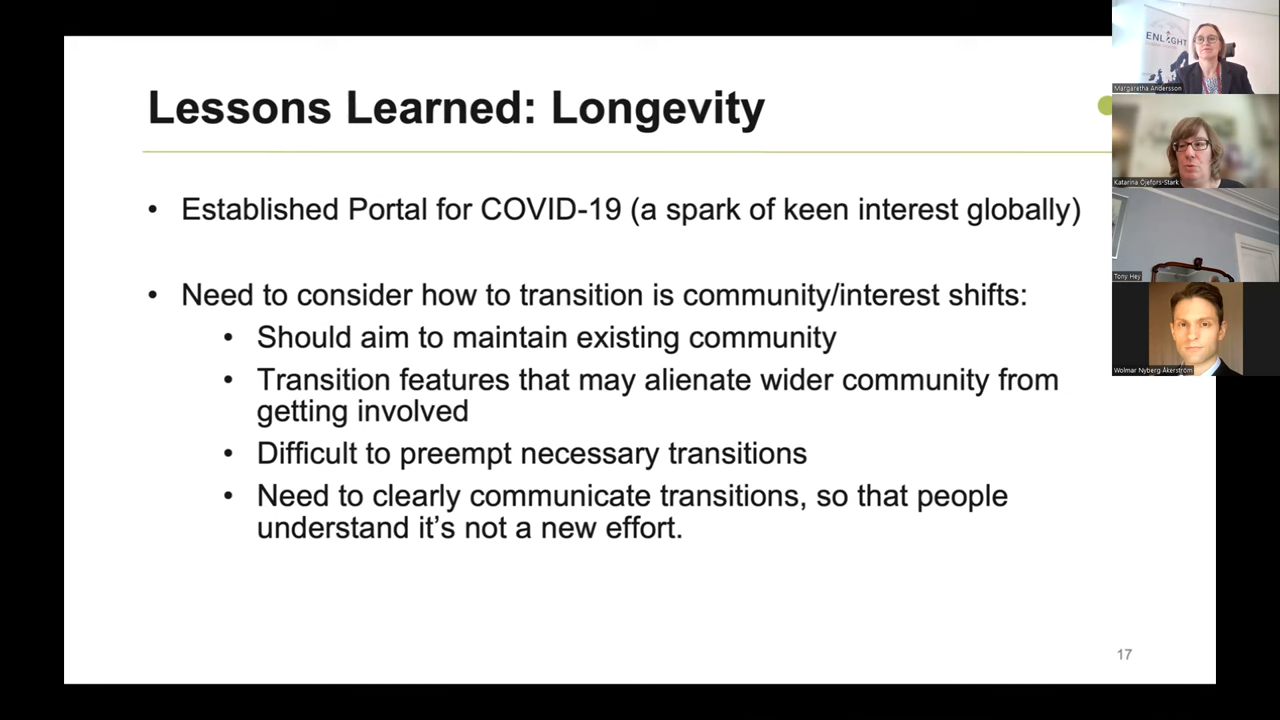 Lessons Learned: Longevity
• Established Portal for COVID-19 (a spark of keen interest globally)
• Need to consider how to transition is community/interest shifts:
• Should aim to maintain existing community
• Transition features that may alienate wider community from
getting involved
• Difficult to preempt necessary transitions
• Need to clearly communicate transitions, so that people
understand it’s not a new effort.
17
ENLIGHT
Margaretha Andersson
Katarina Öjefors-Stark
Tony Hey
Wolmar Nyberg Åkerström